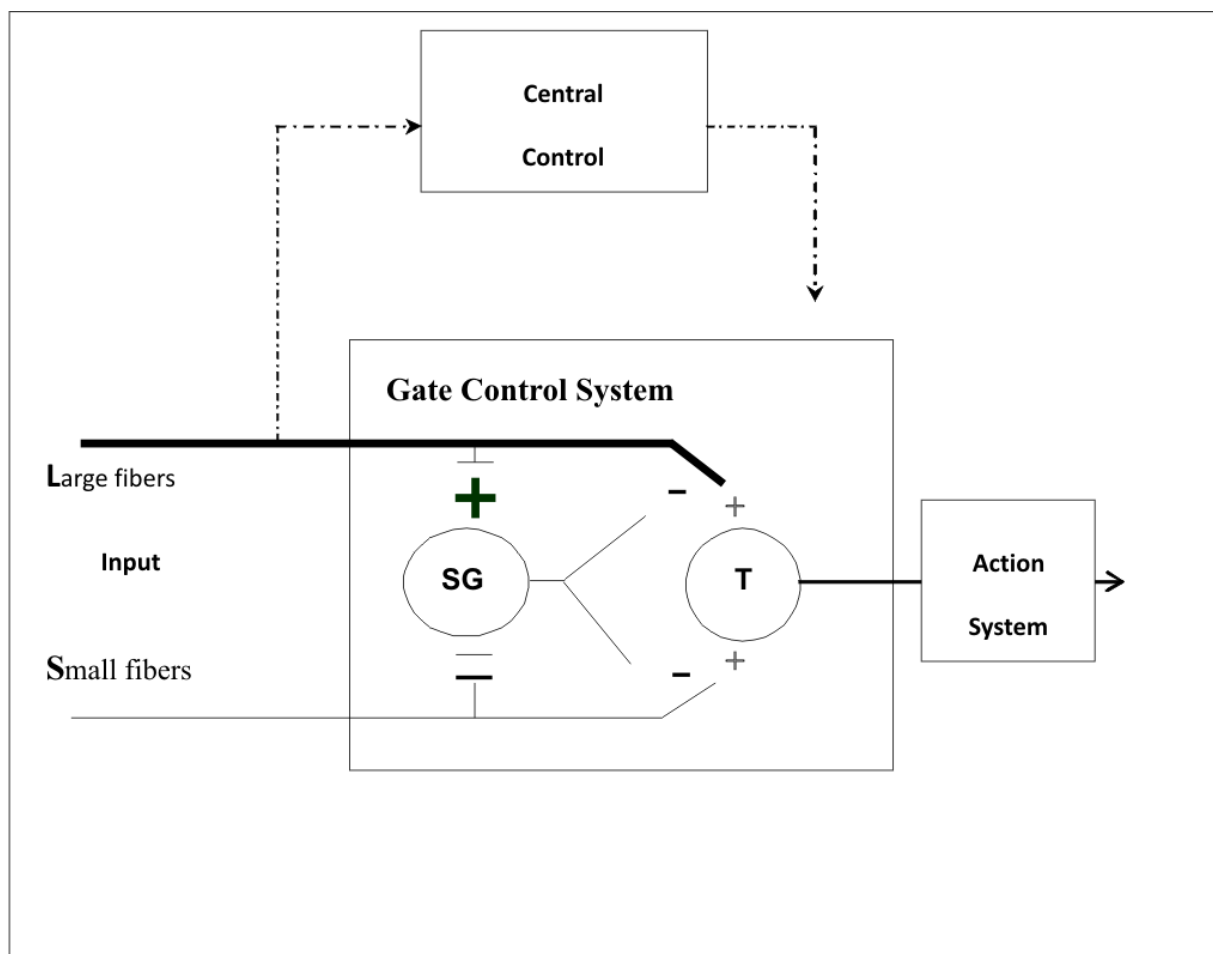 Central
Control
Gate Control System
Large fibers
+
-
+
Input
SG
T
Action
System
Small fibers
-
-
+